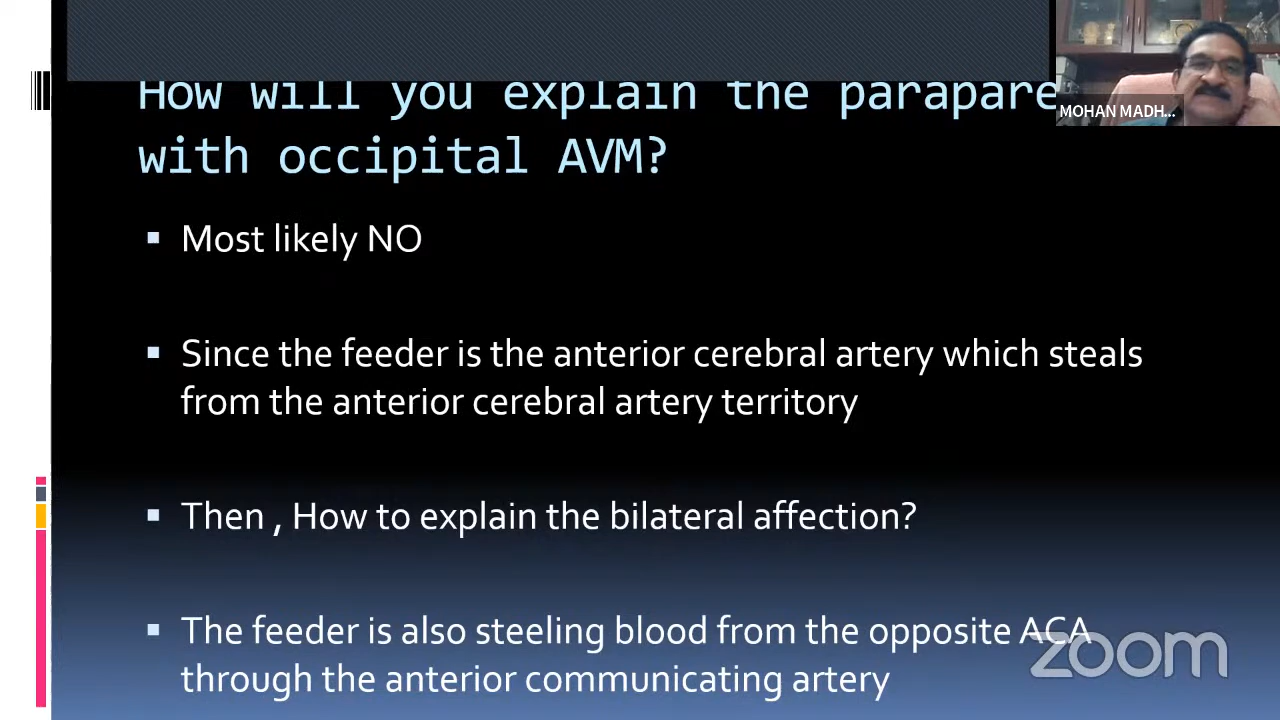 How will you explain the parapare
with occipital AVM?
MOHAN MADH...
▪ Most likely NO
▪ Since the feeder is the anterior cerebral artery which steals
from the anterior cerebral artery territory
▪ Then , How to explain the bilateral affection?
▪ The feeder is also steeling blood from the opposite ACA
through the anterior communicating artery
zoom